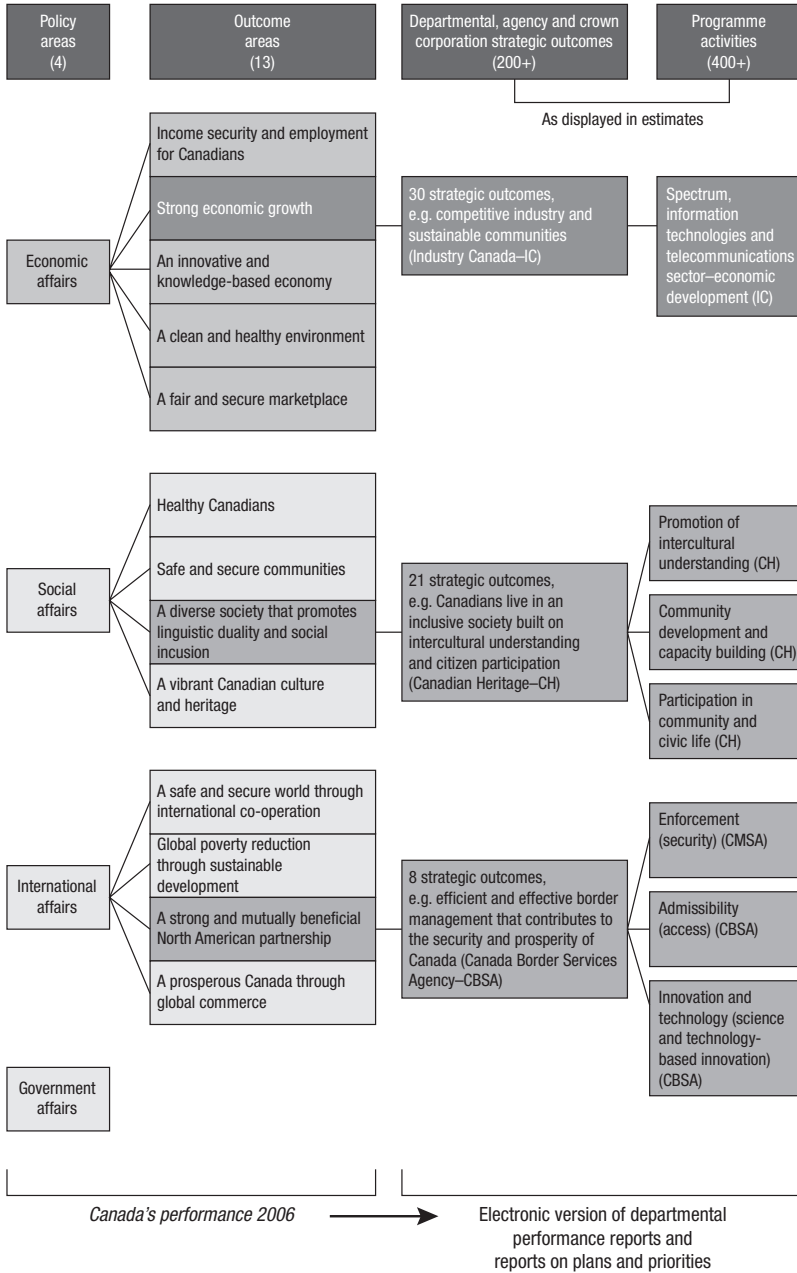 Policy
areas
(4)
Outcome
areas
(13)
Departmental, agency and crown
corporation strategic outcomes
(200+)
Programme
activities
(400+)
As displayed in estimates
Economic
affairs
Income security and employment
for Canadians
Strong economic growth
An innovative and
knowledge-based economy
A clean and healthy environment
A fair and secure marketplace
30 strategic outcomes,
e.g. competitive industry and
sustainable communities
(Industry Canada–IC)
Spectrum,
information
technologies and
telecommunications
sector–economic
development (IC)
Social
affairs
Healthy Canadians
Safe and secure communities
A diverse society that promotes
linguistic duality and social
incusion
A vibrant Canadian culture
and heritage
21 strategic outcomes,
e.g. Canadians live in an
inclusive society built on
intercultural understanding
and citizen participation
(Canadian Heritage–CH)
Promotion of
intercultural
understanding (CH)
Community
development and
capacity building (CH)
Participation in
community and
civic life (CH)
International
affairs
A safe and secure world through
international co-operation
Global poverty reduction
through sustainable
development
A strong and mutually beneficial
North American partnership
A prosperous Canada through
global commerce
8 strategic outcomes,
e.g. efficient and effective border
management that contributes to
the security and prosperity of
Canada (Canada Border Services
Agency–CBSA)
Enforcement
(security) (CMSA)
Admissibility
(access) (CBSA)
Innovation and
technology (science
and technology-
based innovation)
(CBSA)
Government
affairs
Canada's performance 2006
Electronic version of departmental
performance reports and
reports on plans and priorities